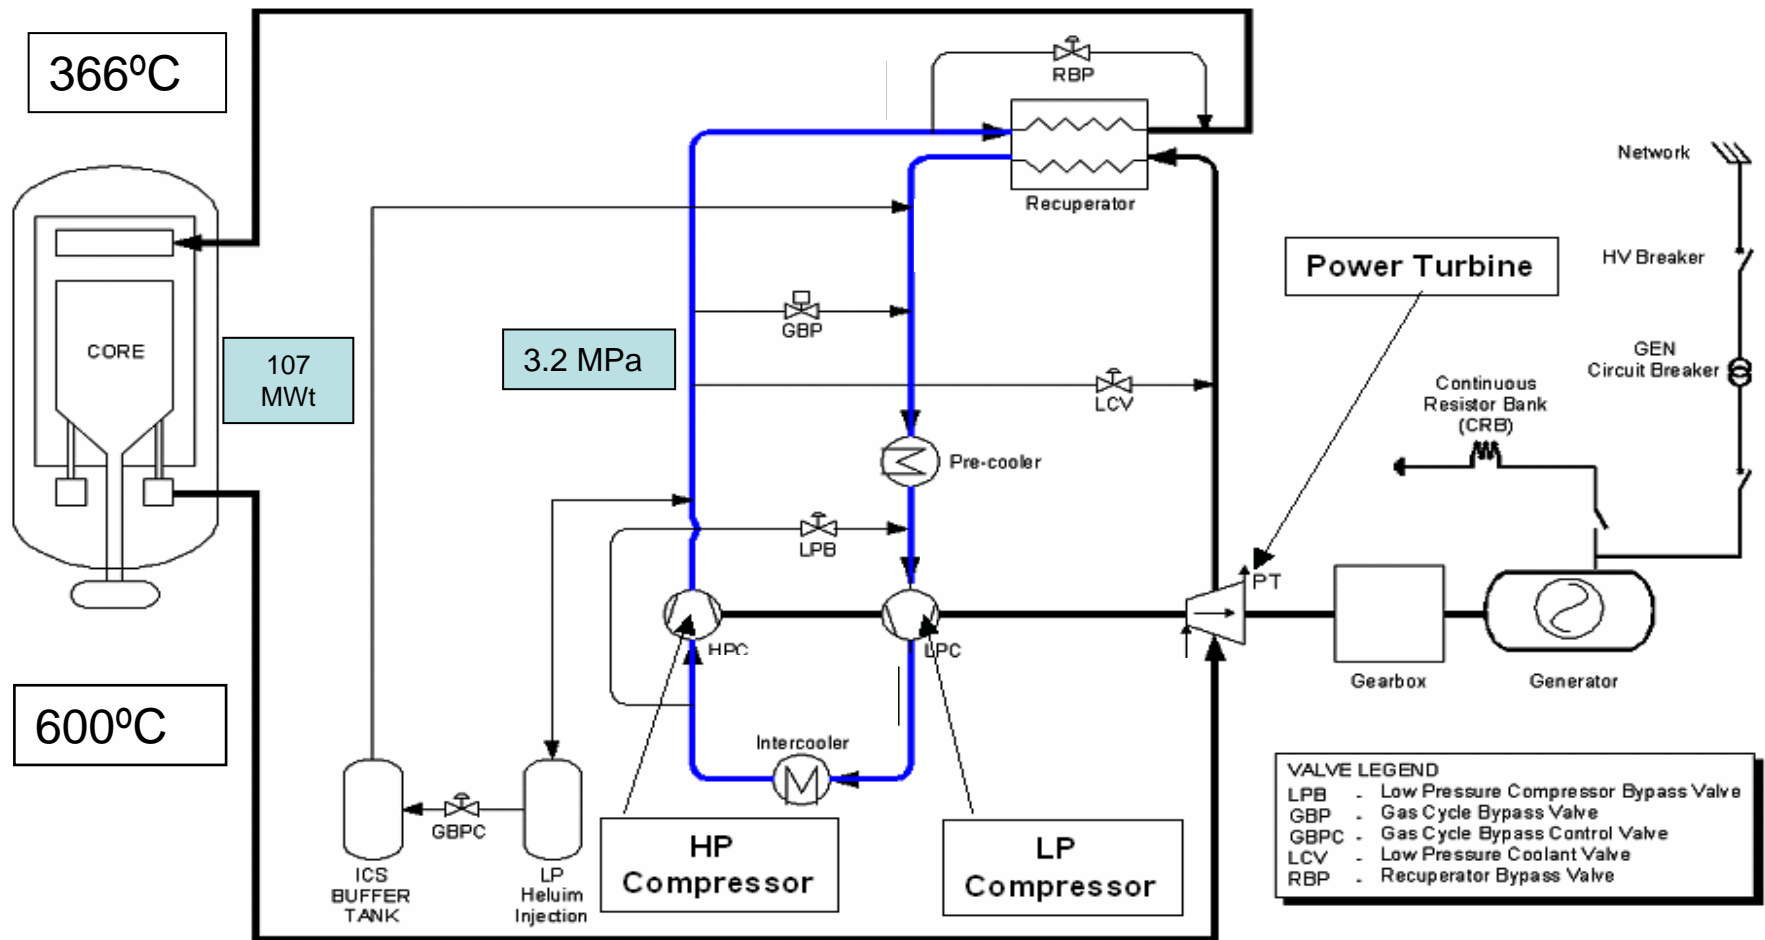 366ºC
RBP
Recuperator
Network
HV Breaker
Power Turbine
GBP
CORE
107
MWt
3.2 MPa
LCV
GEN
Circuit Breaker
Continuous
Resistor Bank
(CRB)
Pre-cooler
LPB
PT
HPC
LPC
Gearbox
Generator
600ºC
Intercooler
GBPC
ICS
BUFFER
TANK
LP
Heluim
Injection
HP
Compressor
LP
Compressor
VALVE LEGEND
LPB - Low Pressure Compressor Bypass Valve
GBP - Gas Cycle Bypass Valve
GBPC - Gas Cycle Bypass Control Valve
LCV - Low Pressure Coolant Valve
RBP - Recuperator Bypass Valve